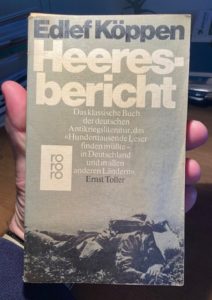 Edlef Köppen
Heeres-
bericht
Das klassische Buch
der deutschen
Antikriegsliteratur, das
«Hunderttausende Leser
finden müßte –
in Deutschland
und in allen
anderen Ländern».
Ernst Toller
ro
ro
ro